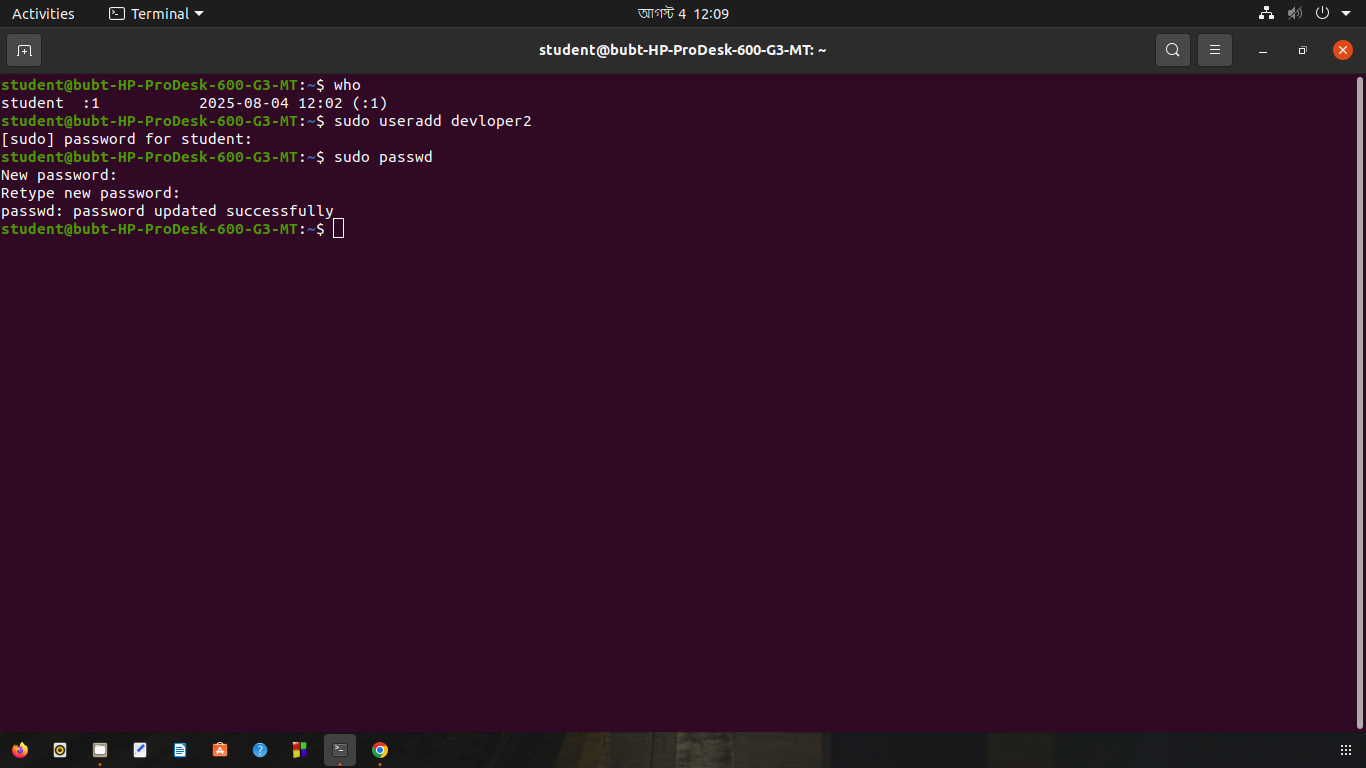 Activities
Terminal
আগস্ট 4 12:09
student@bubt-HP-ProDesk-600-G3-MT: ~
student@bubt-HP-ProDesk-600-G3-MT:~$ who
student  :1           2025-08-04 12:02 (:1)
student@bubt-HP-ProDesk-600-G3-MT:~$ sudo useradd devloper2
[sudo] password for student:
student@bubt-HP-ProDesk-600-G3-MT:~$ sudo passwd
New password:
Retype new password:
passwd: password updated successfully
student@bubt-HP-ProDesk-600-G3-MT:~$